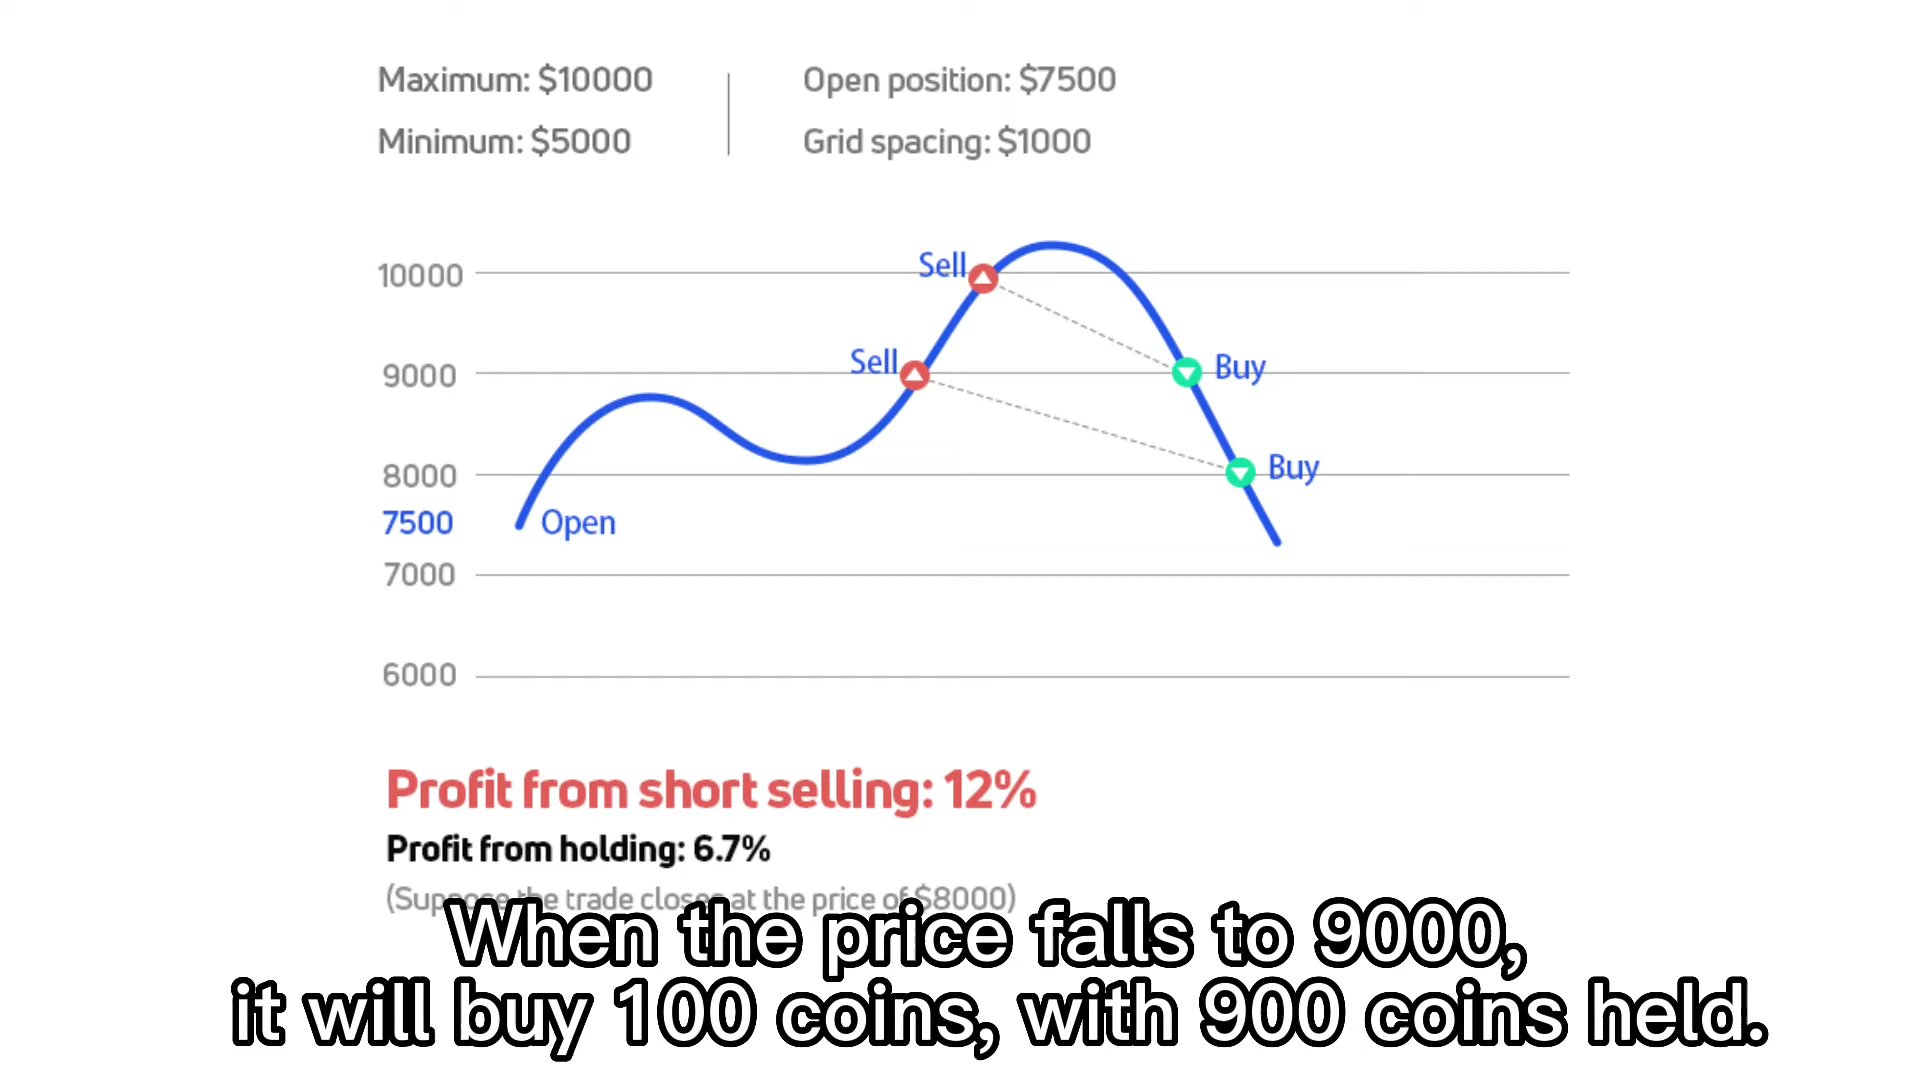 Maximum: $10000
Minimum: $5000
Open position: $7500
Grid spacing: $1000
10000
9000
8000
7500
7000
6000
Open
Sell
Sell
Buy
Buy
Profit from short selling: 12%
Profit from holding: 6.7%
(Suppose the trade closes at the price of $8000)
When the price falls to 9000,
it will buy 100 coins, with 900 coins held.